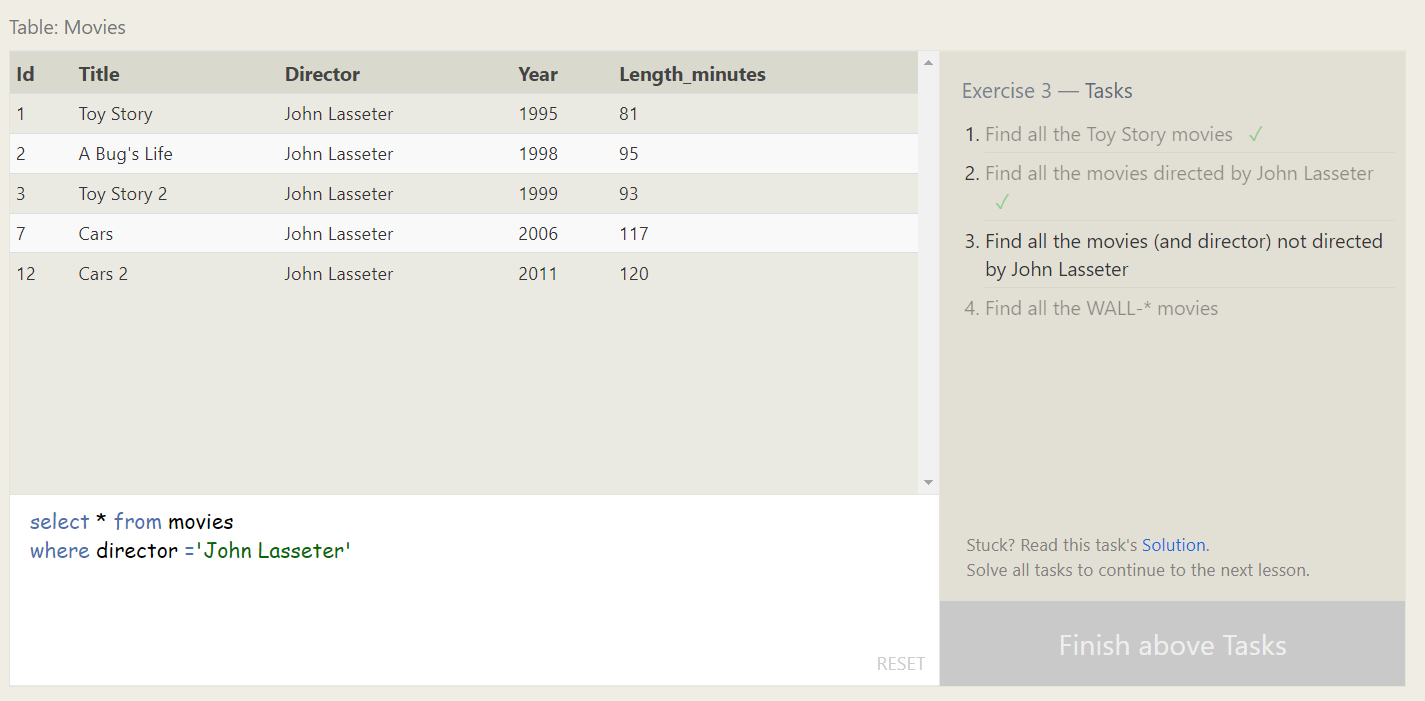 Table: Movies
Id Title Director Year Length_minutes
1 Toy Story John Lasseter 1995 81
2 A Bug's Life John Lasseter 1998 95
3 Toy Story 2 John Lasseter 1999 93
7 Cars John Lasseter 2006 117
12 Cars 2 John Lasseter 2011 120
select * from movies
where director ='John Lasseter'
RESET
Exercise 3 — Tasks
1. Find all the Toy Story movies ✓
2. Find all the movies directed by John Lasseter
✓
3. Find all the movies (and director) not directed
by John Lasseter
4. Find all the WALL-* movies
Stuck? Read this task's Solution.
Solve all tasks to continue to the next lesson.
Finish above Tasks